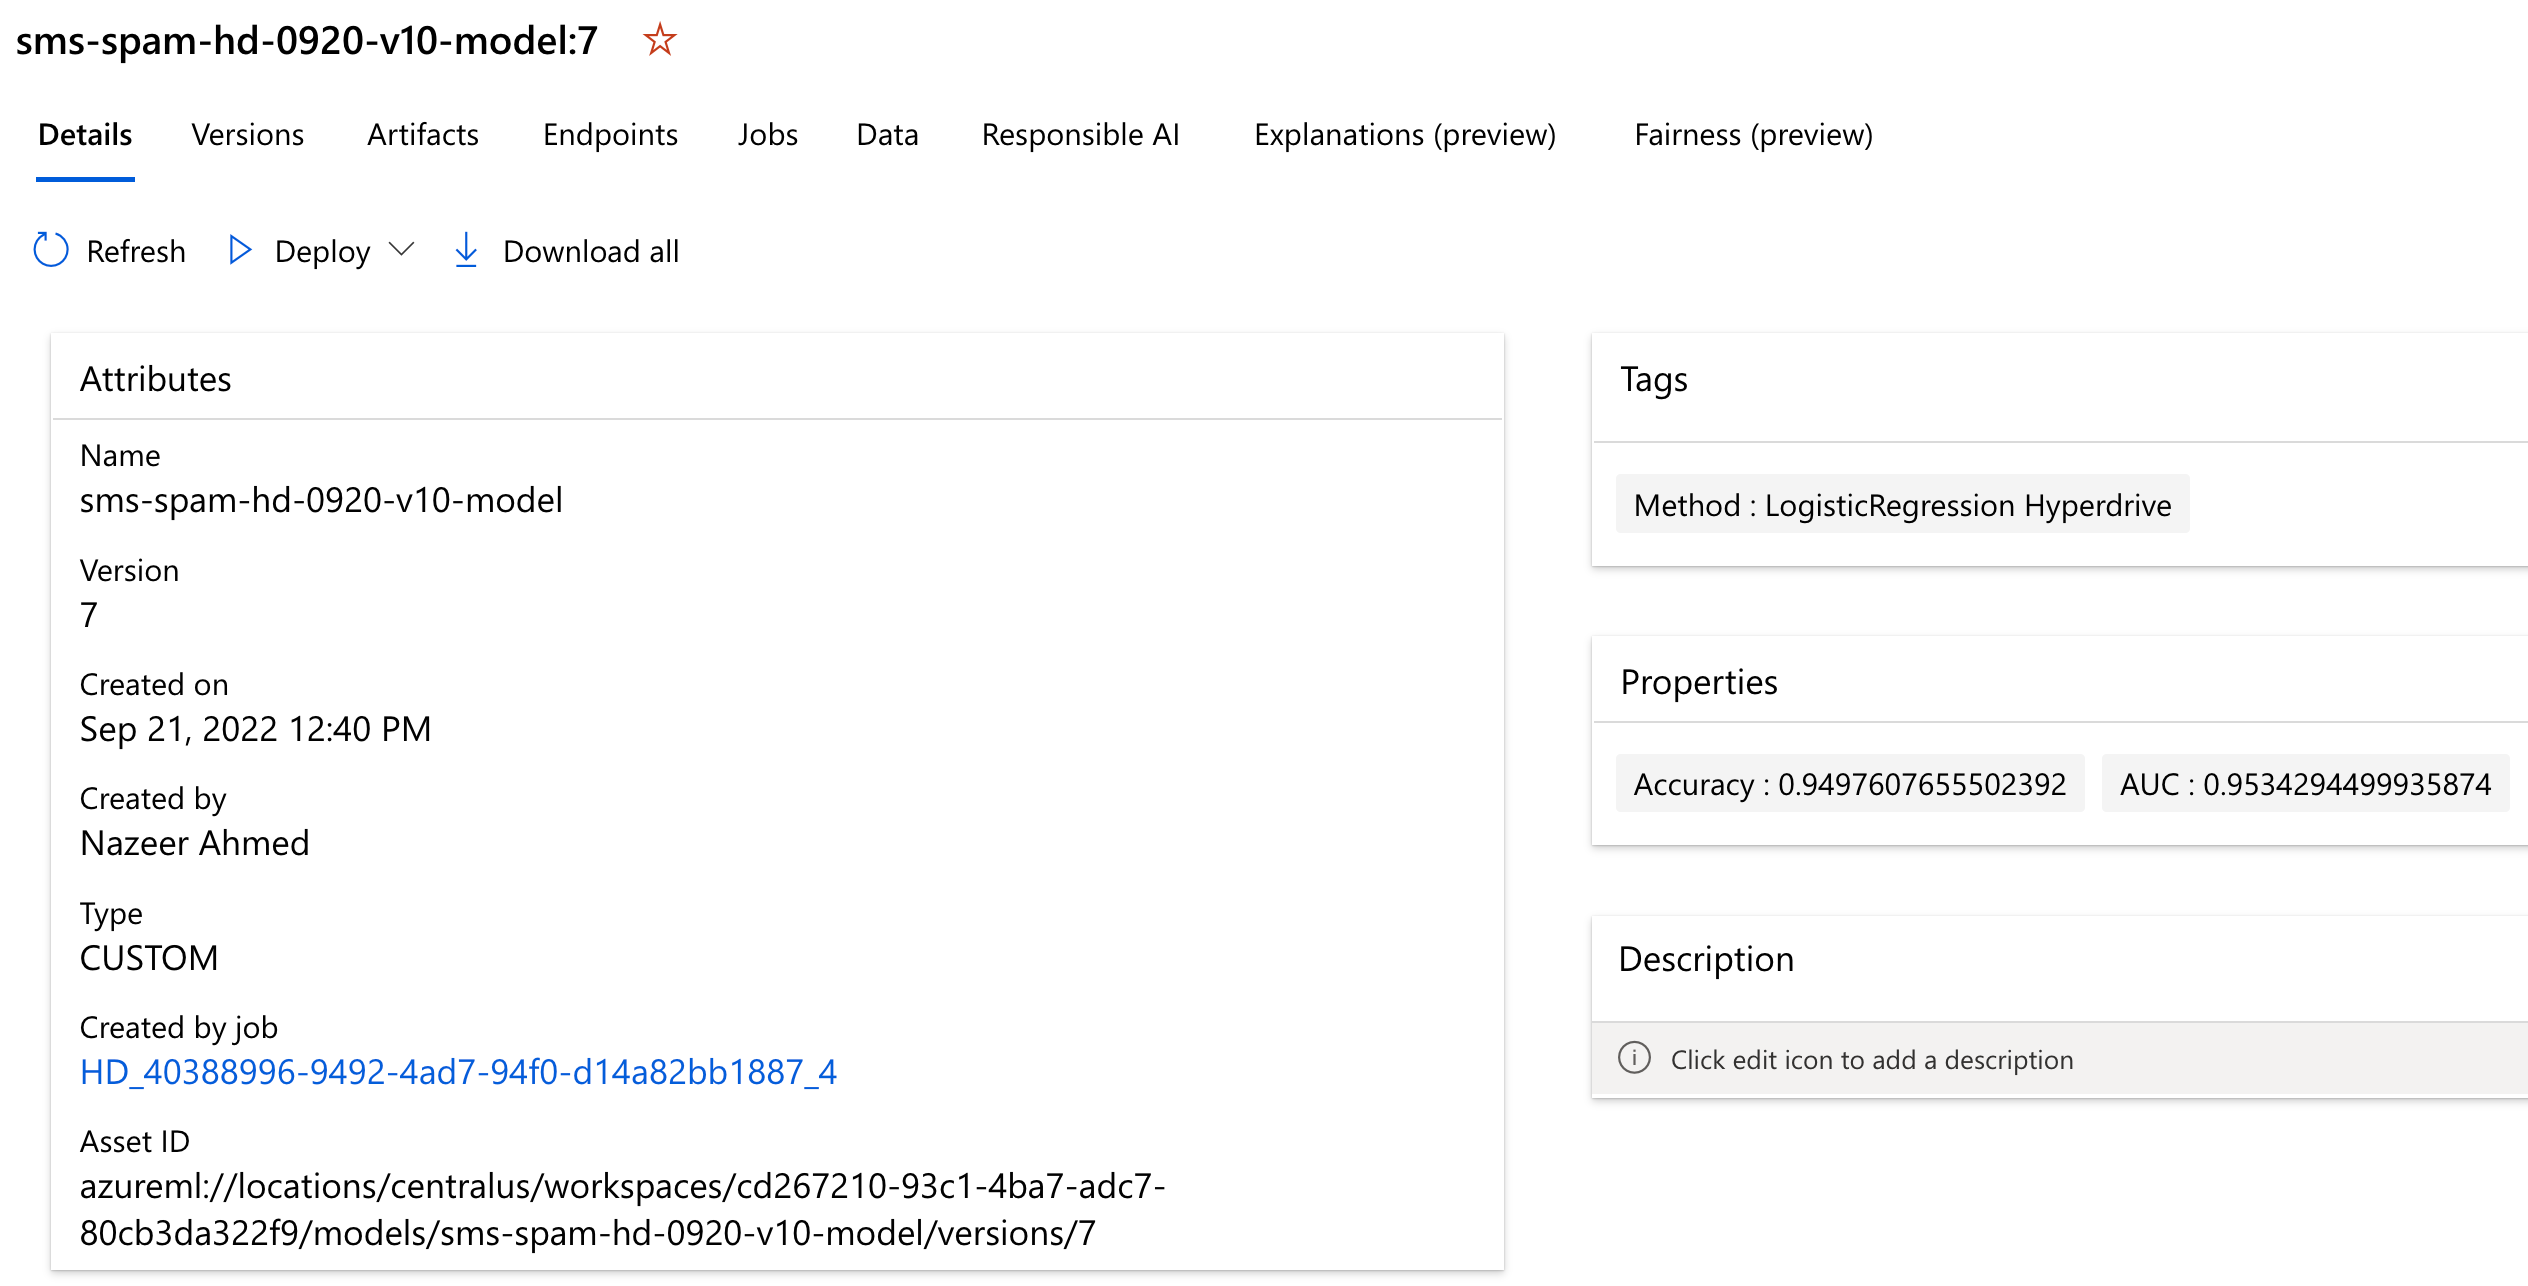 sms-spam-hd-0920-v10-model:7
Details Versions Artifacts Endpoints Jobs Data Responsible AI Explanations (preview) Fairness (preview)
Refresh Deploy Download all
Attributes
Name
sms-spam-hd-0920-v10-model
Version
7
Created on
Sep 21, 2022 12:40 PM
Created by
Nazeer Ahmed
Type
CUSTOM
Created by job
HD_40388996-9492-4ad7-94f0-d14a82bb1887_4
Asset ID
azureml://locations/centralus/workspaces/cd267210-93c1-4ba7-adc7-
80cb3da322f9/models/sms-spam-hd-0920-v10-model/versions/7
Tags
Method : LogisticRegression Hyperdrive
Properties
Accuracy : 0.9497607655502392 AUC : 0.9534294499935874
Description
Click edit icon to add a description